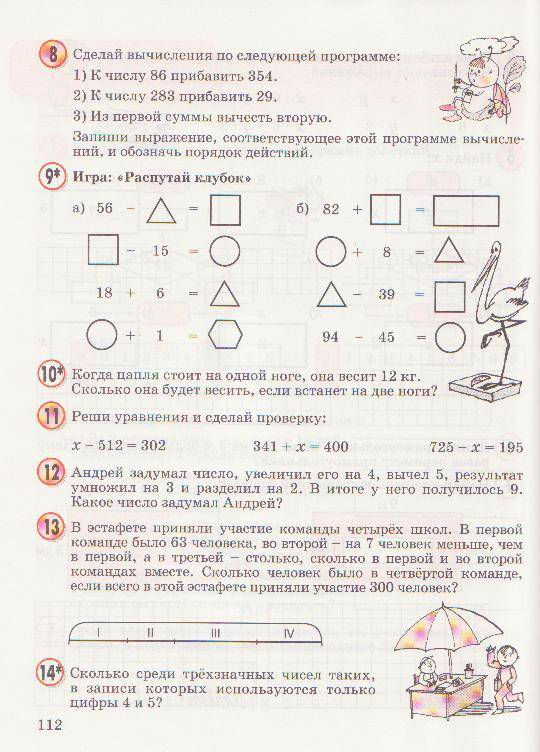 8 Сделай вычисления по следующей программе:
1) К числу 86 прибавить 354.
2) К числу 283 прибавить 29.
3) Из первой суммы вычесть вторую.
Запиши выражение, соответствующее этой программе вычисле-
ний, и обозначь порядок действий.
9* Игра: «Распутай клубок»
а) 56 – △ = □ б) 82 + □ = ▭
□ – 15 = ○ ○ + 8 = △
18 + 6 = △ △ – 39 = □
○ + 1 = ⬡ 94 – 45 = ○
10* Когда цапля стоит на одной ноге, она весит 12 кг.
Сколько она будет весить, если встанет на две ноги?
11 Реши уравнения и сделай проверку:
x – 512 = 302 341 + x = 400 725 – x = 195
12 Андрей задумал число, увеличил его на 4, вычел 5, результат
умножил на 3 и разделил на 2. В итоге у него получилось 9.
Какое число задумал Андрей?
13 В эстафете приняли участие команды четырёх школ. В первой
команде было 63 человека, во второй – на 7 человек меньше, чем
в первой, а в третьей – столько, сколько в первой и во второй
командах вместе. Сколько человек было в четвёртой команде,
если всего в этой эстафете приняли участие 300 человек?
I II III IV
14* Сколько среди трёхзначных чисел таких,
в записи которых используются только
цифры 4 и 5?
112